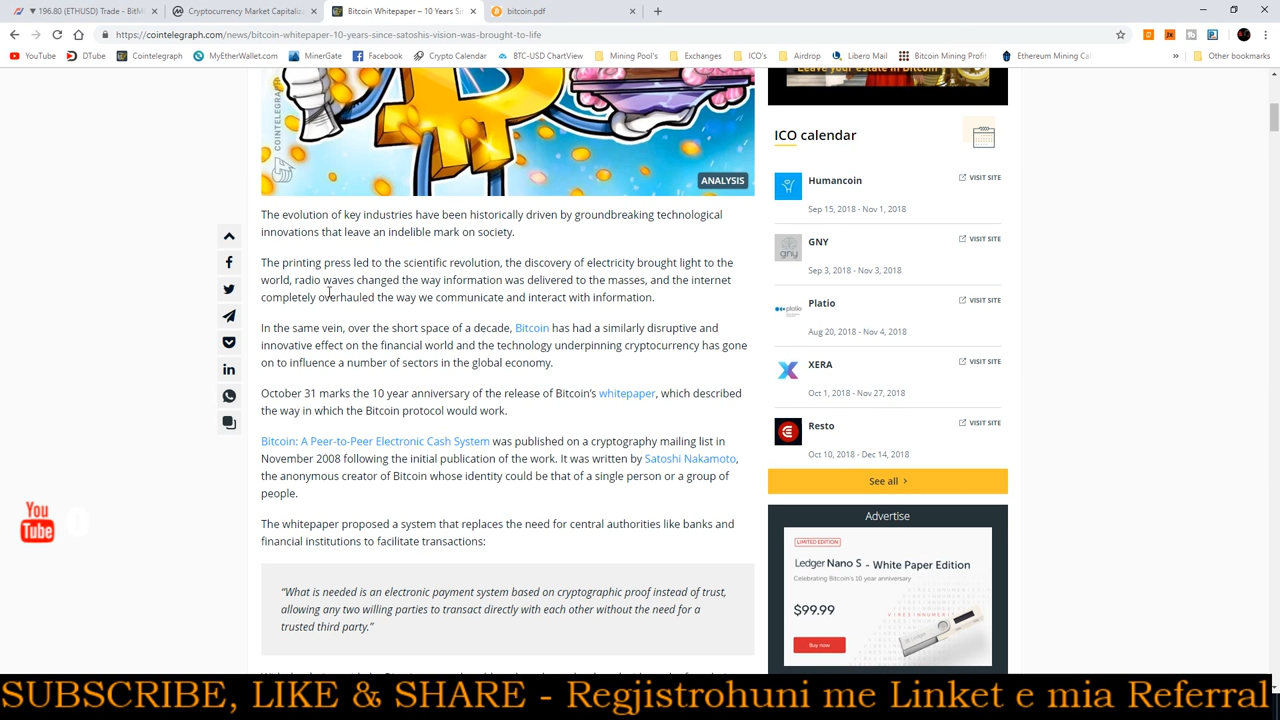 196.80 (ETHUSD) Trade - BitM
Cryptocurrency Market Capitaliz
Bitcoin Whitepaper – 10 Years Si
bitcoin.pdf
https://cointelegraph.com/news/bitcoin-whitepaper-10-years-since-satoshis-vision-was-brought-to-life
YouTube
DTube
Cointelegraph
MyEtherWallet.com
MinerGate
Facebook
Crypto Calendar
BTC-USD ChartView
Mining Pool's
Exchanges
ICO's
Airdrop
Libero Mail
Bitcoin Mining Profit
Ethereum Mining Ca
Other bookmarks
COINTELEGRAPH
ANALYSIS
The evolution of key industries have been historically driven by groundbreaking technological
innovations that leave an indelible mark on society.
The printing press led to the scientific revolution, the discovery of electricity brought light to the
world, radio waves changed the way information was delivered to the masses, and the internet
completely overhauled the way we communicate and interact with information.
In the same vein, over the short space of a decade, Bitcoin has had a similarly disruptive and
innovative effect on the financial world and the technology underpinning cryptocurrency has gone
on to influence a number of sectors in the global economy.
October 31 marks the 10 year anniversary of the release of Bitcoin's whitepaper, which described
the way in which the Bitcoin protocol would work.
Bitcoin: A Peer-to-Peer Electronic Cash System was published on a cryptography mailing list in
November 2008 following the initial publication of the work. It was written by Satoshi Nakamoto,
the anonymous creator of Bitcoin whose identity could be that of a single person or a group of
people.
The whitepaper proposed a system that replaces the need for central authorities like banks and
financial institutions to facilitate transactions:
“What is needed is an electronic payment system based on cryptographic proof instead of trust,
allowing any two willing parties to transact directly with each other without the need for a
trusted third party.”
Leave your estate in Bitcoin
ICO calendar
Humancoin
VISIT SITE
Sep 15, 2018 - Nov 1, 2018
gny
GNY
VISIT SITE
Sep 3, 2018 - Nov 3, 2018
platio
Platio
VISIT SITE
Aug 20, 2018 - Nov 4, 2018
XERA
VISIT SITE
Oct 1, 2018 - Nov 27, 2018
Resto
VISIT SITE
Oct 10, 2018 - Dec 14, 2018
See all
Advertise
LIMITED EDITION
Ledger Nano S - White Paper Edition
Celebrating Bitcoin's 10 year anniversary
$99.99
VIRESINNUMERIS
Buy now
You
Tube
SUBSCRIBE, LIKE & SHARE - Regjistrohuni me Linket e mia Referral